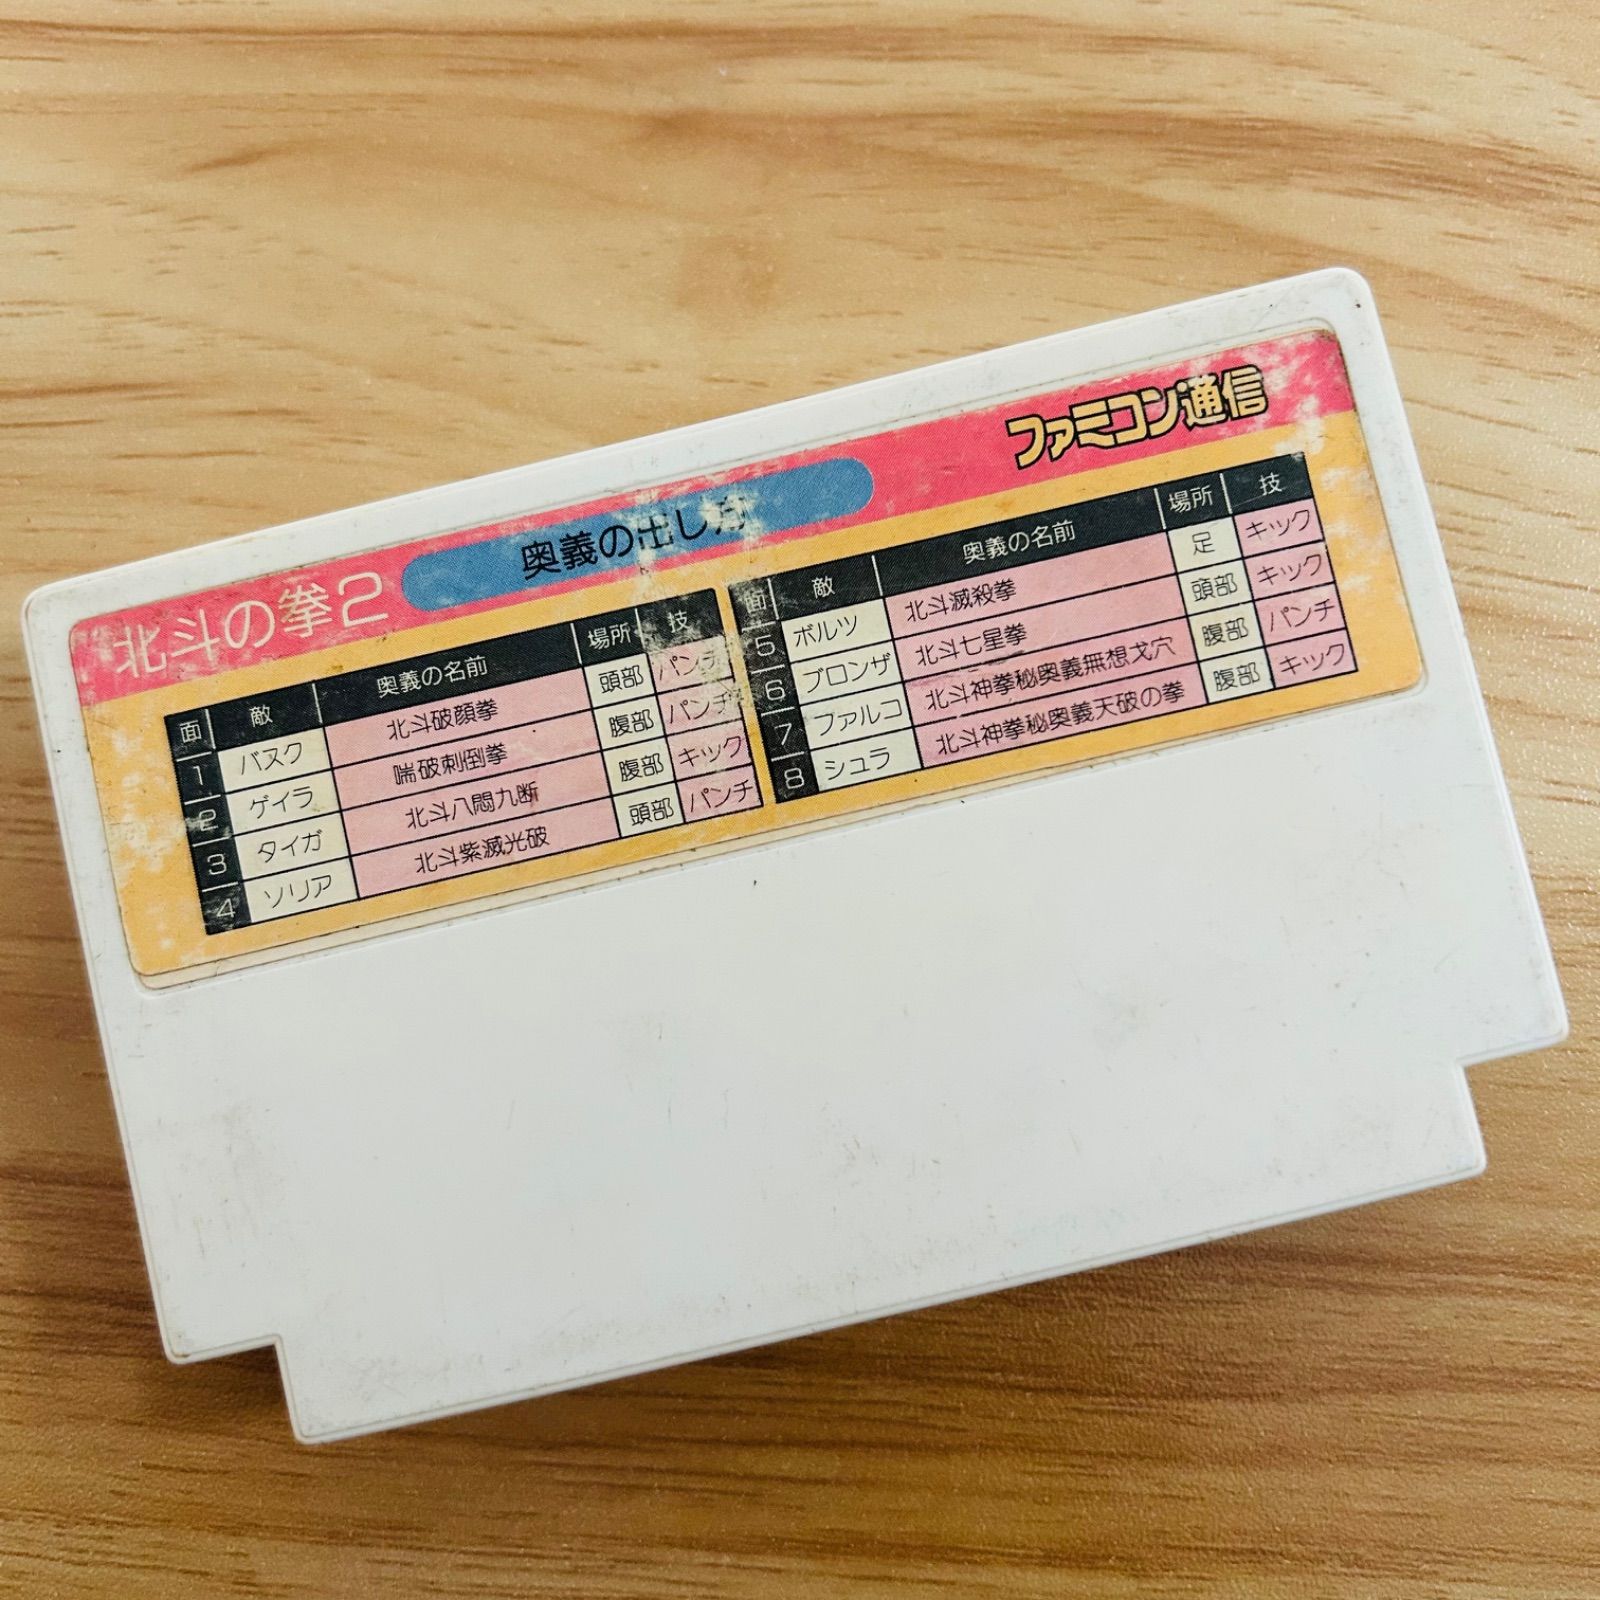 北斗の拳2 奥義の出し方 ファミコン通信
面 敵 奥義の名前 場所 技
1 バスク 北斗破顔拳 頭部 パンチ
2 ゲイラ 喘破刺倒拳 腹部 パンチ
3 タイガ 北斗八悶九断 腹部 キック
4 ソリア 北斗紫滅光破 頭部 パンチ
面 敵 奥義の名前 場所 技
5 ボルツ 北斗滅殺拳 足 キック
6 ブロンザ 北斗七星拳 頭部 キック
7 ファルコ 北斗神拳秘奥義無想戈穴 腹部 パンチ
8 シュラ 北斗神拳秘奥義天破の拳 腹部 キック